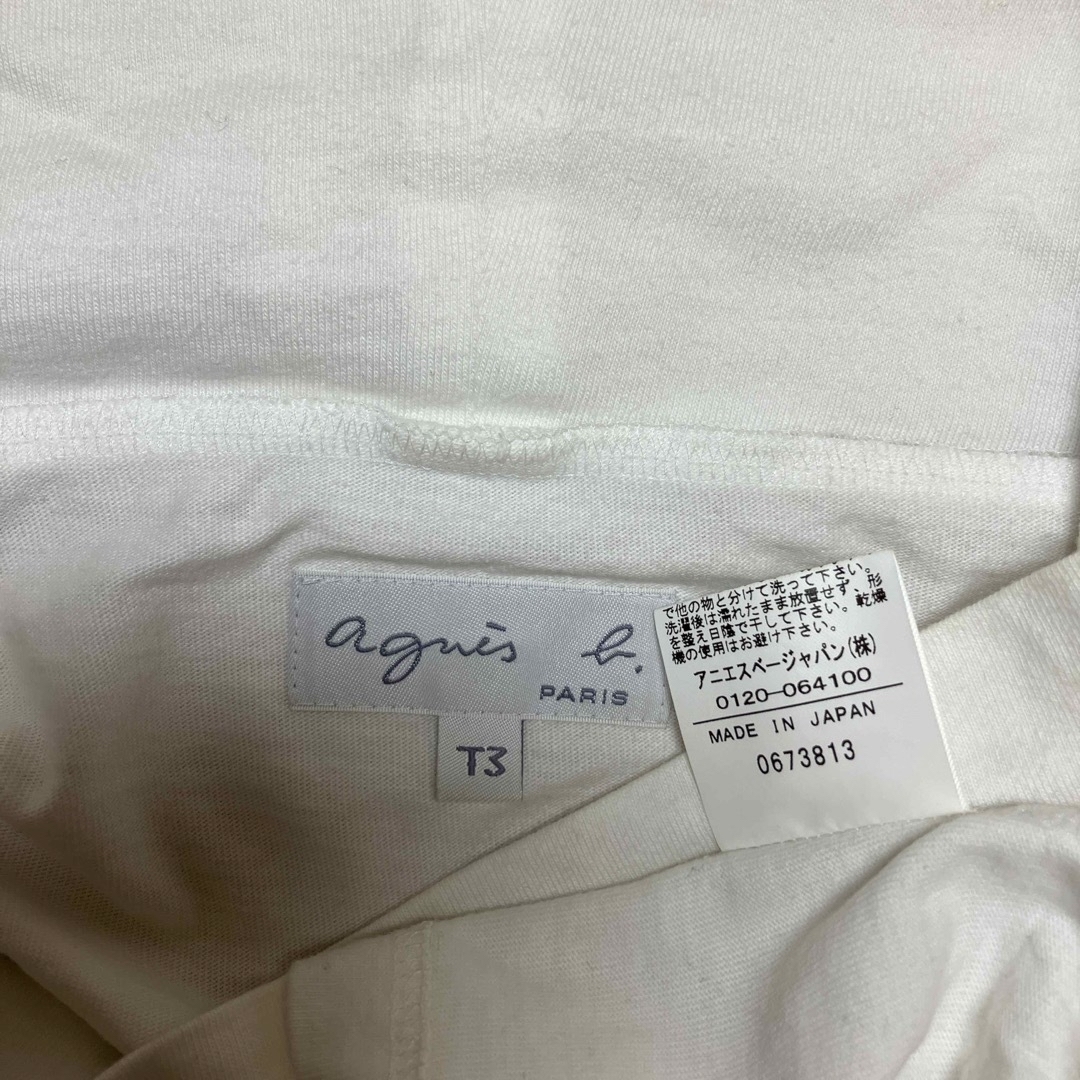 agnès b.
PARIS
T3
で他の物と分けて洗って下さい。
洗濯後は濡れたまま放置せず、形
を整え日陰で干して下さい。乾燥
機の使用はお避け下さい。
アニエスベージャパン(株)
0120-064100
MADE IN JAPAN
0673813